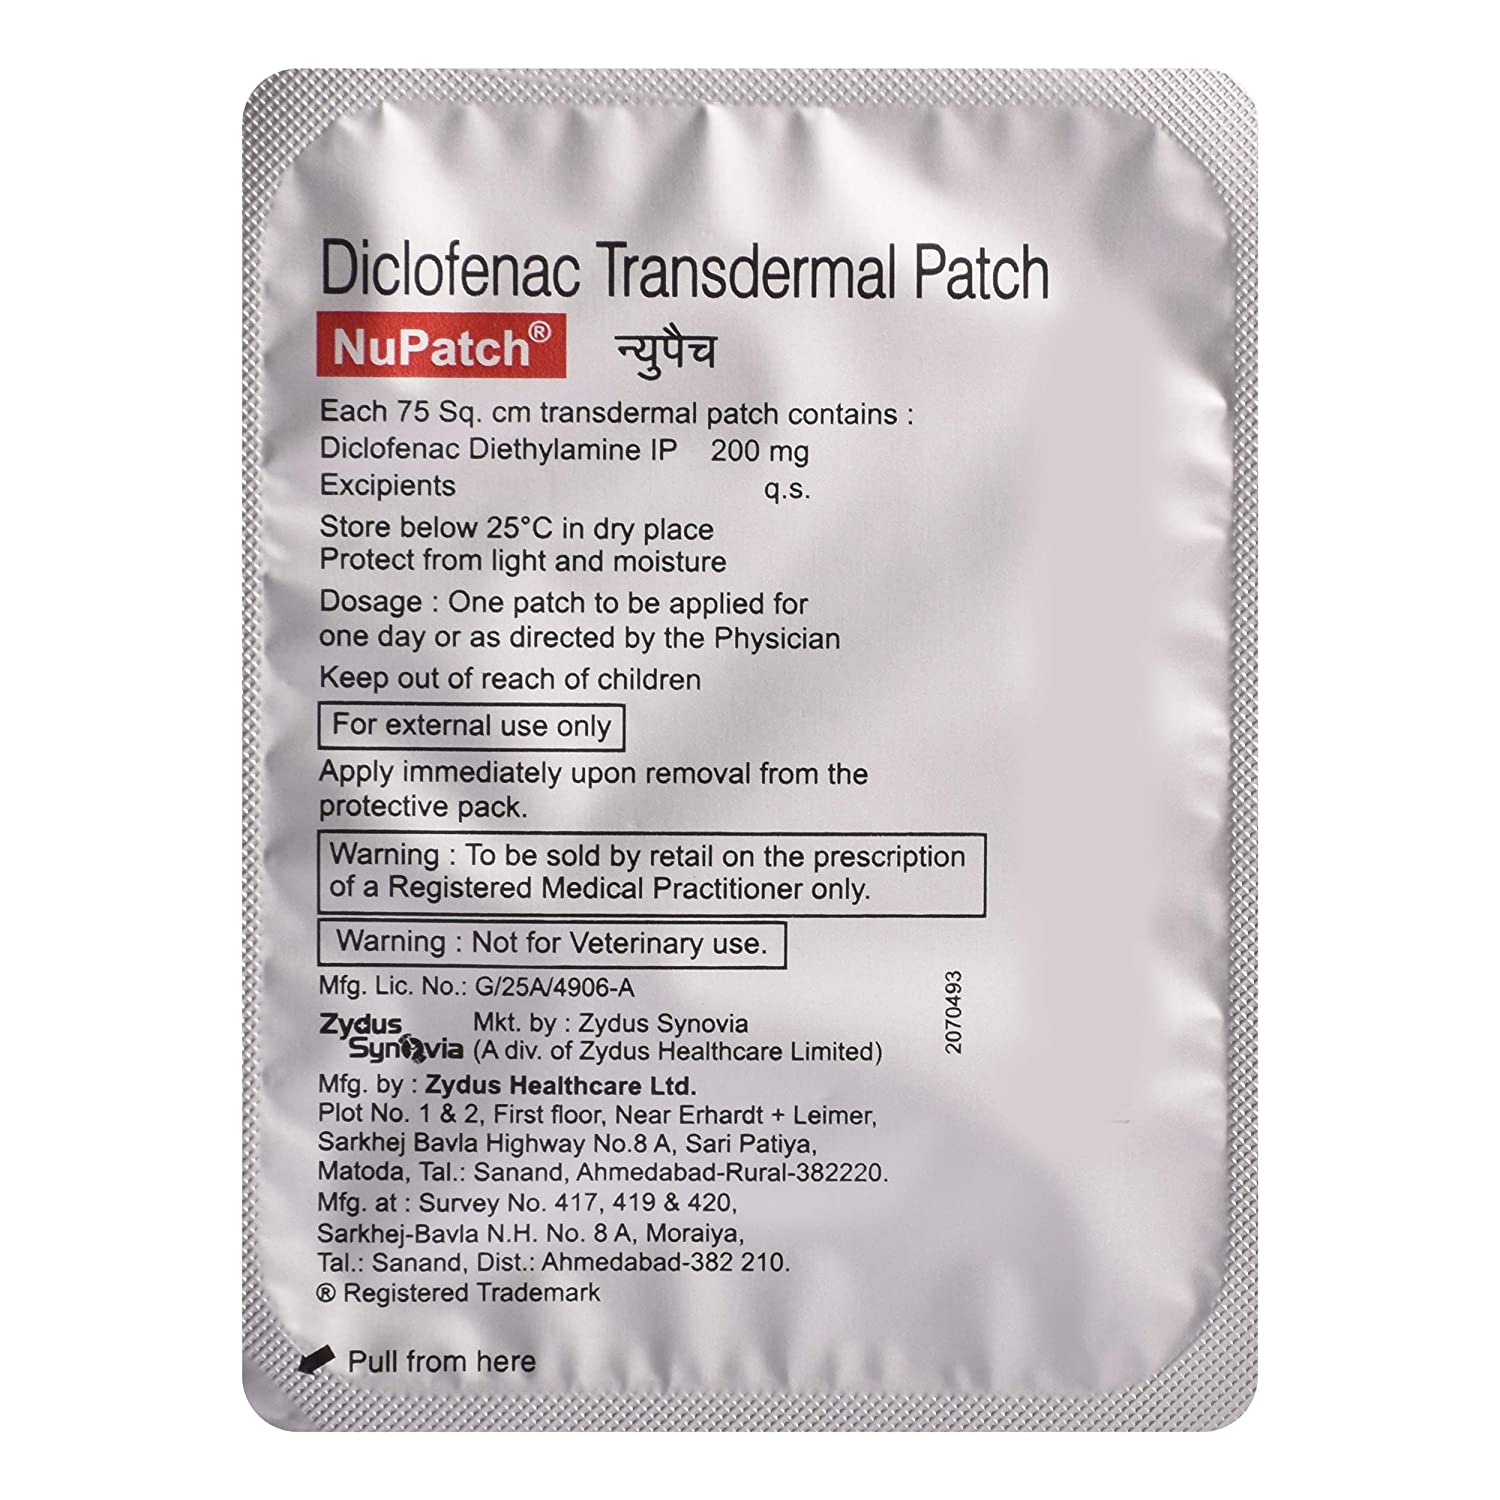 Diclofenac Transdermal Patch
NuPatch® न्युपैच
Each 75 Sq. cm transdermal patch contains :
Diclofenac Diethylamine IP 200 mg
Excipients q.s.
Store below 25°C in dry place
Protect from light and moisture
Dosage : One patch to be applied for
one day or as directed by the Physician
Keep out of reach of children
For external use only
Apply immediately upon removal from the
protective pack.
Warning : To be sold by retail on the prescription
of a Registered Medical Practitioner only.
Warning : Not for Veterinary use.
Mfg. Lic. No.: G/25A/4906-A
2070493
Zydus
Synovia
Mkt. by : Zydus Synovia
(A div. of Zydus Healthcare Limited)
Mfg. by : Zydus Healthcare Ltd.
Plot No. 1 & 2, First floor, Near Erhardt + Leimer,
Sarkhej Bavla Highway No.8 A, Sari Patiya,
Matoda, Tal.: Sanand, Ahmedabad-Rural-382220.
Mfg. at : Survey No. 417, 419 & 420,
Sarkhej-Bavla N.H. No. 8 A, Moraiya,
Tal.: Sanand, Dist.: Ahmedabad-382 210.
® Registered Trademark
Pull from here